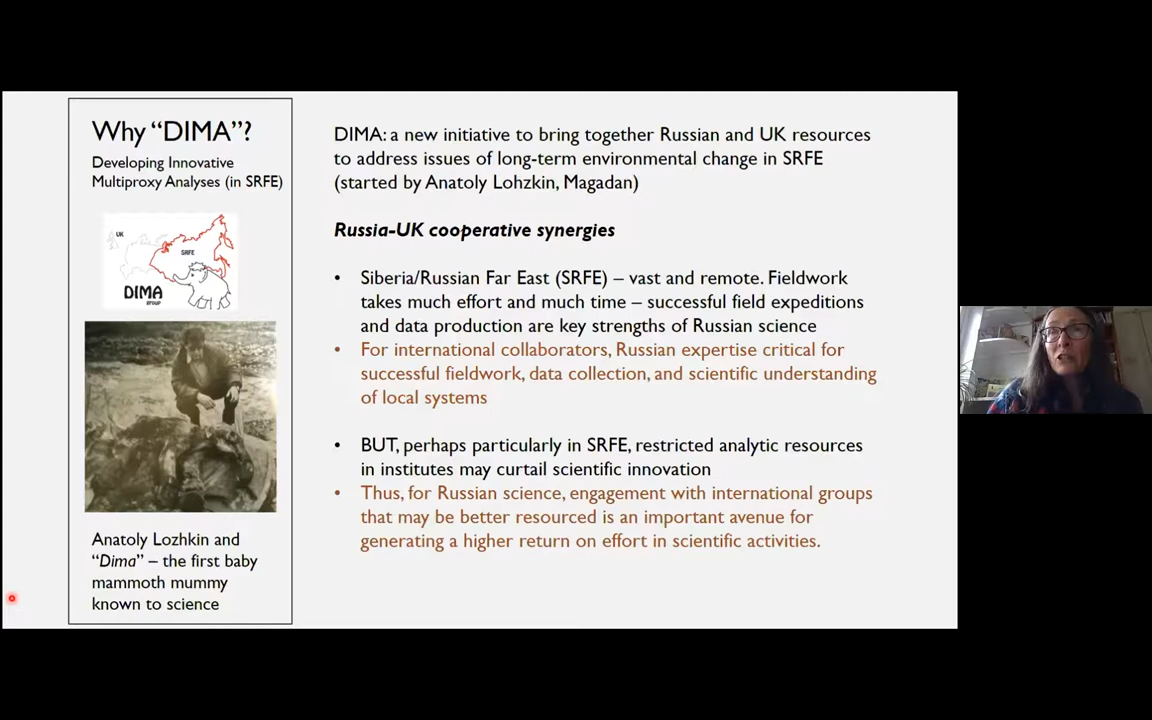 Why “DIMA”?
Developing Innovative
Multiproxy Analyses (in SRFE)
UK
SRFE
DIMA
group
Anatoly Lozhkin and
“Dima” – the first baby
mammoth mummy
known to science
DIMA: a new initiative to bring together Russian and UK resources
to address issues of long-term environmental change in SRFE
(started by Anatoly Lohzkin, Magadan)
Russia-UK cooperative synergies
• Siberia/Russian Far East (SRFE) – vast and remote. Fieldwork
takes much effort and much time – successful field expeditions
and data production are key strengths of Russian science
• For international collaborators, Russian expertise critical for
successful fieldwork, data collection, and scientific understanding
of local systems
• BUT, perhaps particularly in SRFE, restricted analytic resources
in institutes may curtail scientific innovation
• Thus, for Russian science, engagement with international groups
that may be better resourced is an important avenue for
generating a higher return on effort in scientific activities.